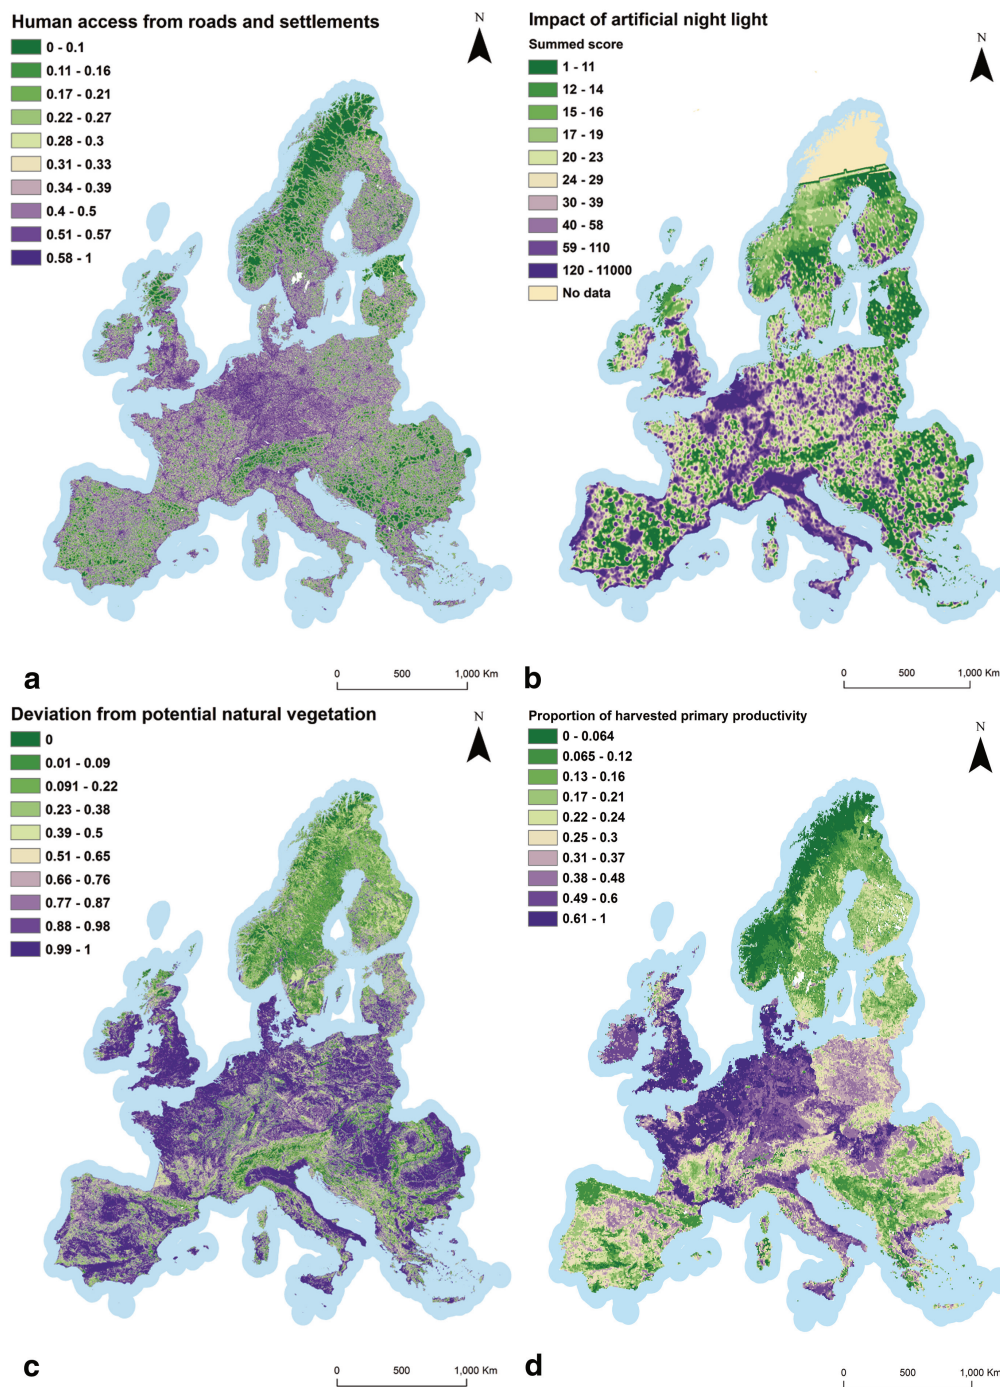 Human access from roads and settlements
N
0 - 0.1
0.11 - 0.16
0.17 - 0.21
0.22 - 0.27
0.28 - 0.3
0.31 - 0.33
0.34 - 0.39
0.4 - 0.5
0.51 - 0.57
0.58 - 1
a
0 500 1,000 Km
Impact of artificial night light
Summed score
N
1 - 11
12 - 14
15 - 16
17 - 19
20 - 23
24 - 29
30 - 39
40 - 58
59 - 110
120 - 11000
No data
b
0 500 1,000 Km
Deviation from potential natural vegetation
N
0
0.01 - 0.09
0.091 - 0.22
0.23 - 0.38
0.39 - 0.5
0.51 - 0.65
0.66 - 0.76
0.77 - 0.87
0.88 - 0.98
0.99 - 1
c
0 500 1,000 Km
Proportion of harvested primary productivity
N
0 - 0.064
0.065 - 0.12
0.13 - 0.16
0.17 - 0.21
0.22 - 0.24
0.25 - 0.3
0.31 - 0.37
0.38 - 0.48
0.49 - 0.6
0.61 - 1
d
0 500 1,000 Km